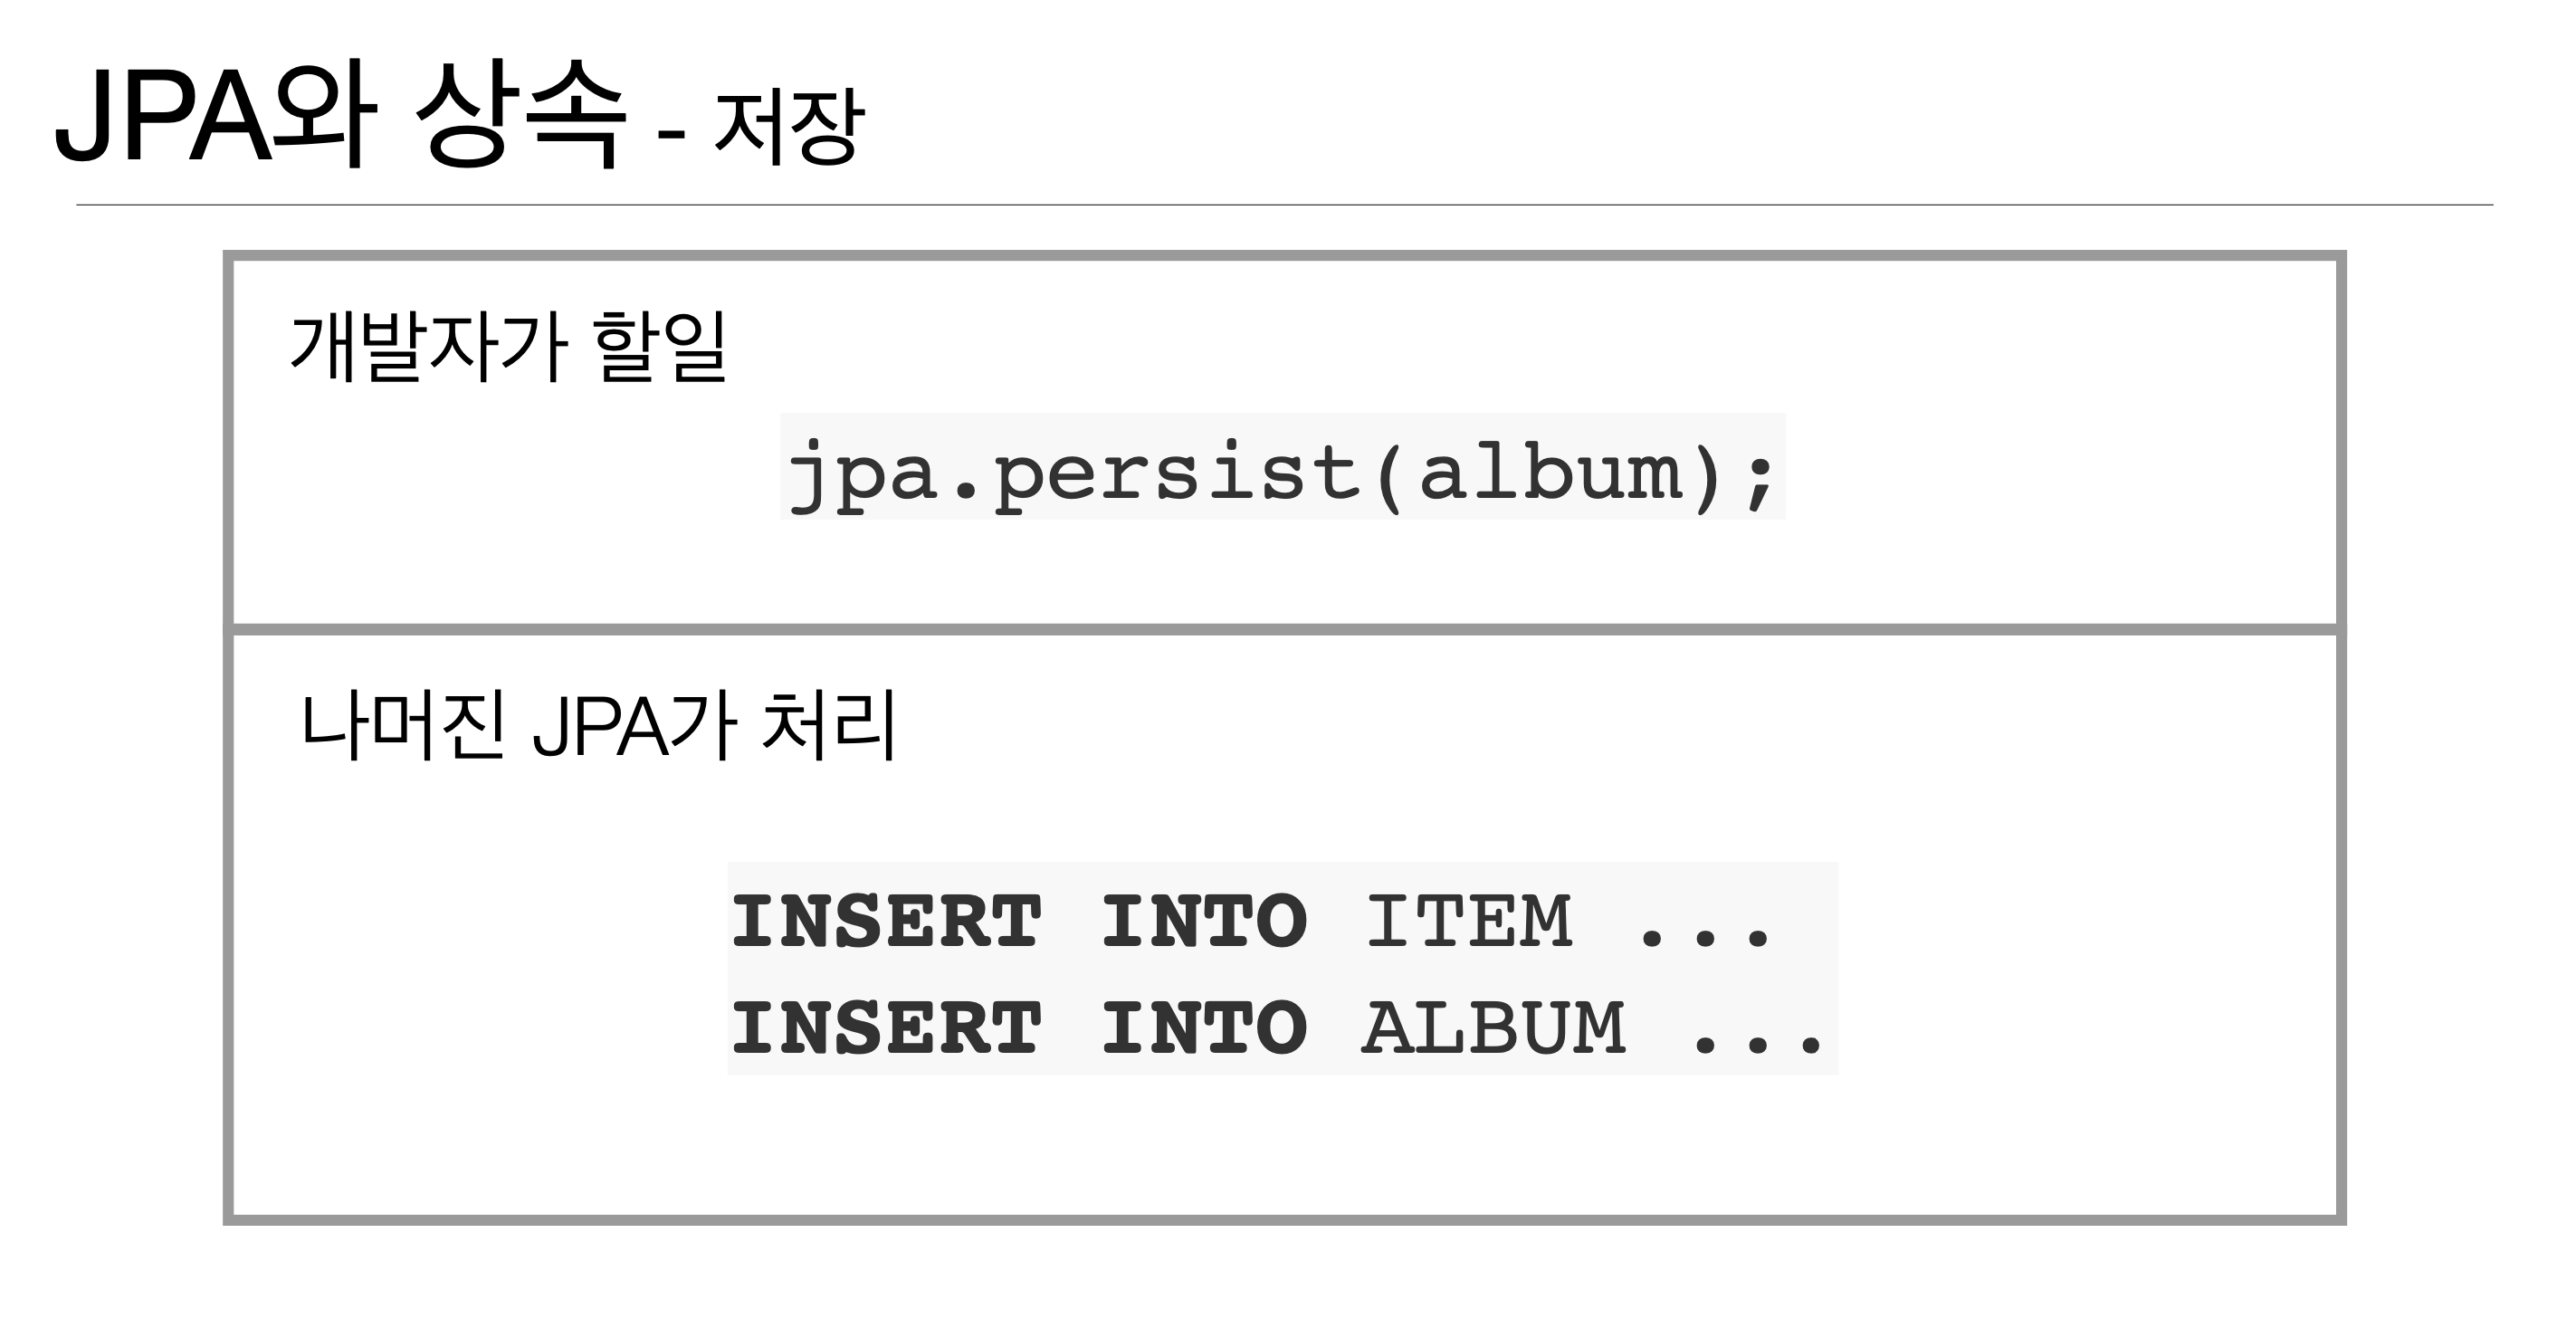 JPA와 상속 - 저장
개발자가 할일
jpa.persist(album);
나머진 JPA가 처리
INSERT INTO ITEM ...
INSERT INTO ALBUM ...